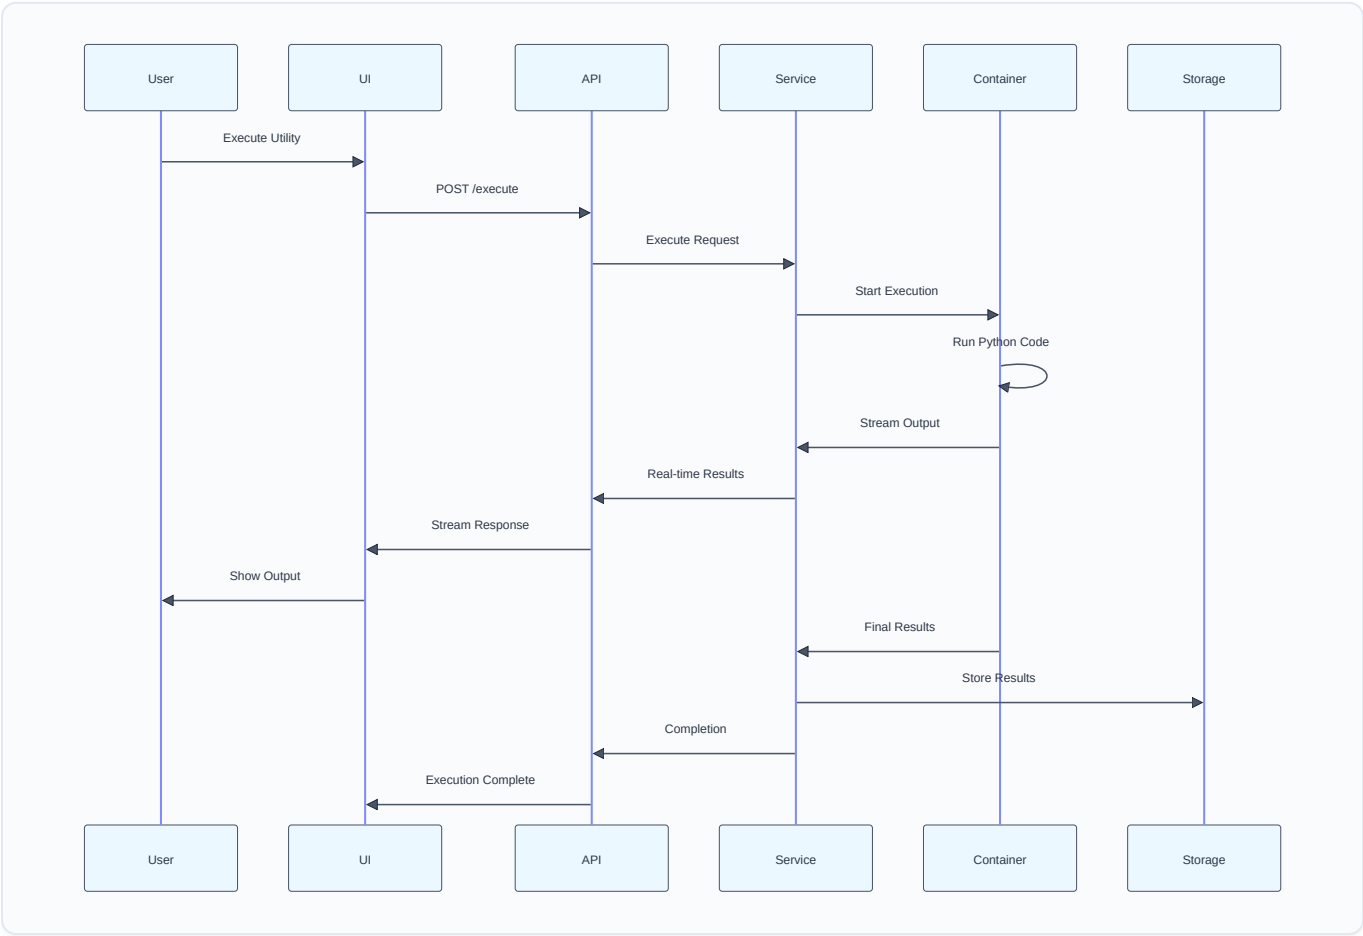 User
UI
API
Service
Container
Storage
Execute Utility
POST /execute
Execute Request
Start Execution
Run Python Code
Stream Output
Real-time Results
Stream Response
Show Output
Final Results
Store Results
Completion
Execution Complete
User
UI
API
Service
Container
Storage